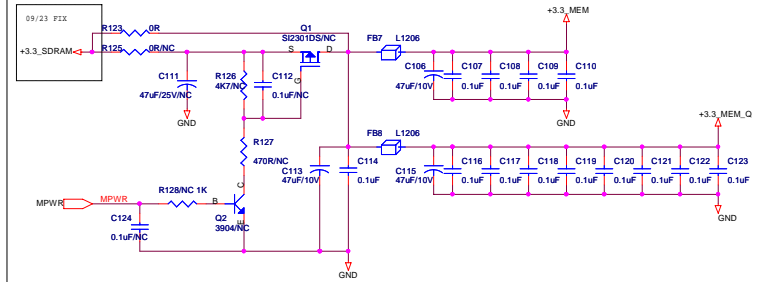 09/23 FIX
R123 0R
+3.3_SDRAM
R125 0R/NC
Q1
SI2301DS/NC
S D
G
FB7 L1206
+3.3_MEM
C111
47uF/25V/NC
GND
R126
4K7/NC
C112
0.1uF/NC
C106
47uF/10V
C107
0.1uF
C108
0.1uF
C109
0.1uF
C110
0.1uF
GND
R127
470R/NC
FB8 L1206
+3.3_MEM_Q
C113
47uF/10V
C114
0.1uF
C115
47uF/10V
C116
0.1uF
C117
0.1uF
C118
0.1uF
C119
0.1uF
C120
0.1uF
C121
0.1uF
C122
0.1uF
C123
0.1uF
GND
MPWR MPWR
R128/NC 1K
B
C
E
Q2
3904/NC
C124
0.1uF/NC
GND